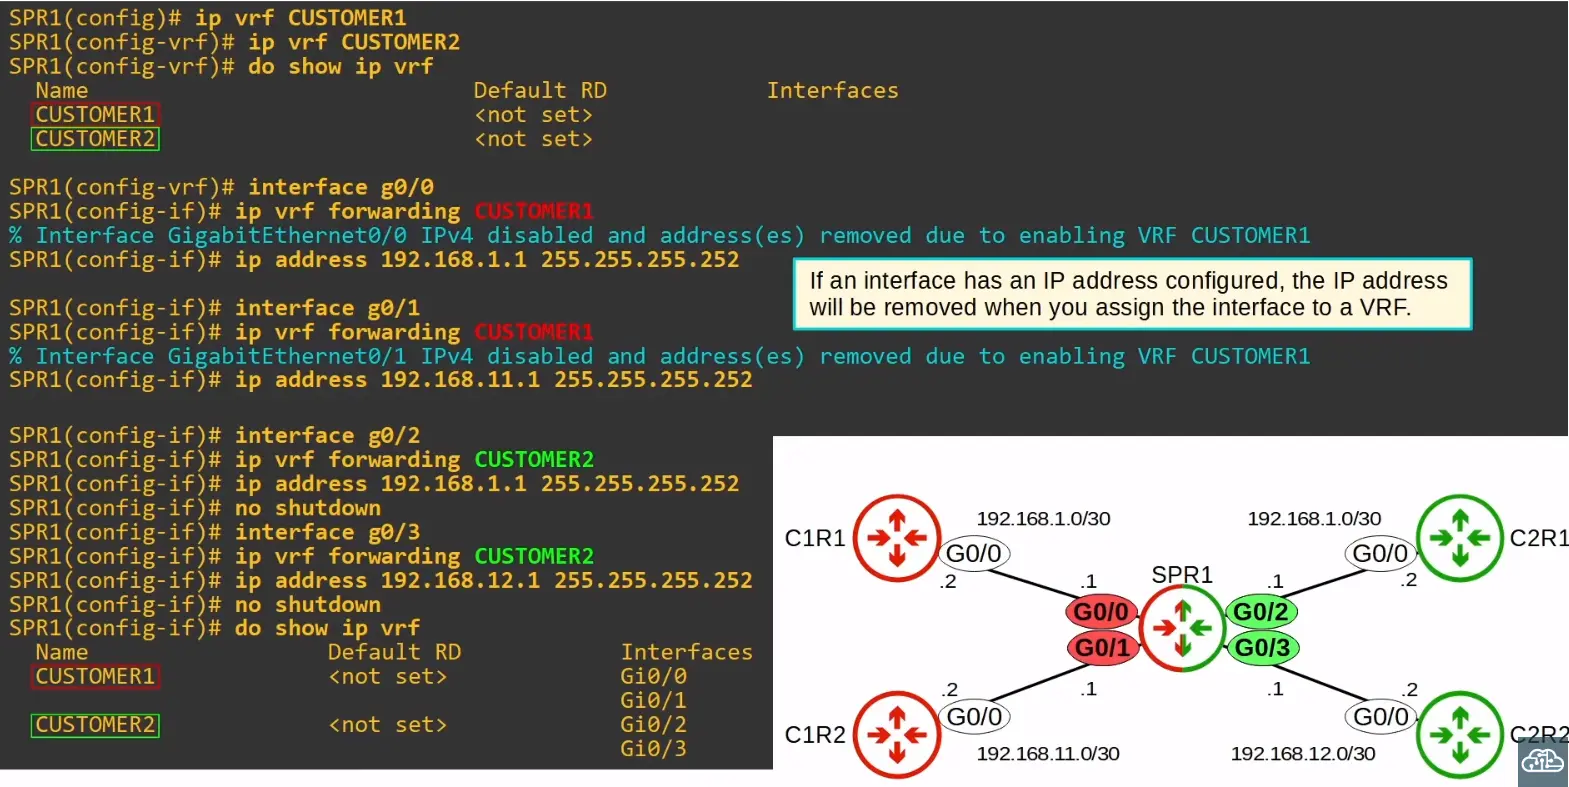 SPR1(config)# ip vrf CUSTOMER1
SPR1(config-vrf)# ip vrf CUSTOMER2
SPR1(config-vrf)# do show ip vrf
Name Default RD Interfaces
CUSTOMER1 <not set>
CUSTOMER2 <not set>
SPR1(config-vrf)# interface g0/0
SPR1(config-if)# ip vrf forwarding CUSTOMER1
% Interface GigabitEthernet0/0 IPv4 disabled and address(es) removed due to enabling VRF CUSTOMER1
SPR1(config-if)# ip address 192.168.1.1 255.255.255.252
If an interface has an IP address configured, the IP address
will be removed when you assign the interface to a VRF.
SPR1(config-if)# interface g0/1
SPR1(config-if)# ip vrf forwarding CUSTOMER1
% Interface GigabitEthernet0/1 IPv4 disabled and address(es) removed due to enabling VRF CUSTOMER1
SPR1(config-if)# ip address 192.168.11.1 255.255.255.252
SPR1(config-if)# interface g0/2
SPR1(config-if)# ip vrf forwarding CUSTOMER2
SPR1(config-if)# ip address 192.168.1.1 255.255.255.252
SPR1(config-if)# no shutdown
SPR1(config-if)# interface g0/3
SPR1(config-if)# ip vrf forwarding CUSTOMER2
SPR1(config-if)# ip address 192.168.12.1 255.255.255.252
SPR1(config-if)# no shutdown
SPR1(config-if)# do show ip vrf
Name Default RD Interfaces
CUSTOMER1 <not set> Gi0/0
Gi0/1
CUSTOMER2 <not set> Gi0/2
Gi0/3
192.168.1.0/30 192.168.1.0/30
C1R1 C2R1
G0/0 G0/0
.2 .1 SPR1 .1 .2
G0/0 G0/2
G0/1 G0/3
.2 .1 .1 .2
G0/0 G0/0
C1R2 C2R2
192.168.11.0/30 192.168.12.0/30